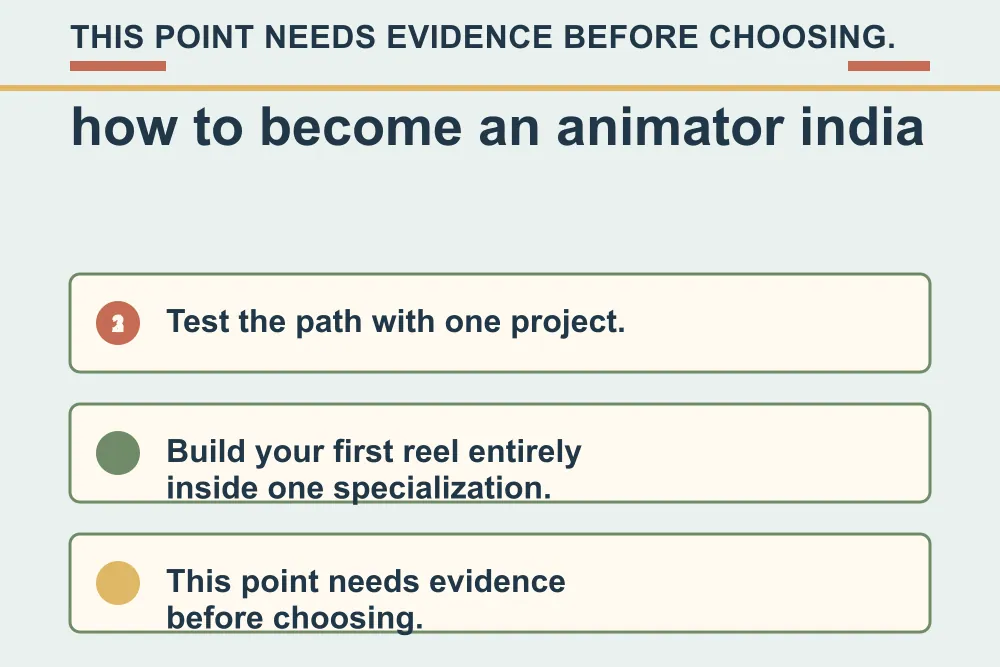 THIS POINT NEEDS EVIDENCE BEFORE CHOOSING.
how to become an animator india
Test the path with one project.
Build your first reel entirely
inside one specialization.
This point needs evidence
before choosing.